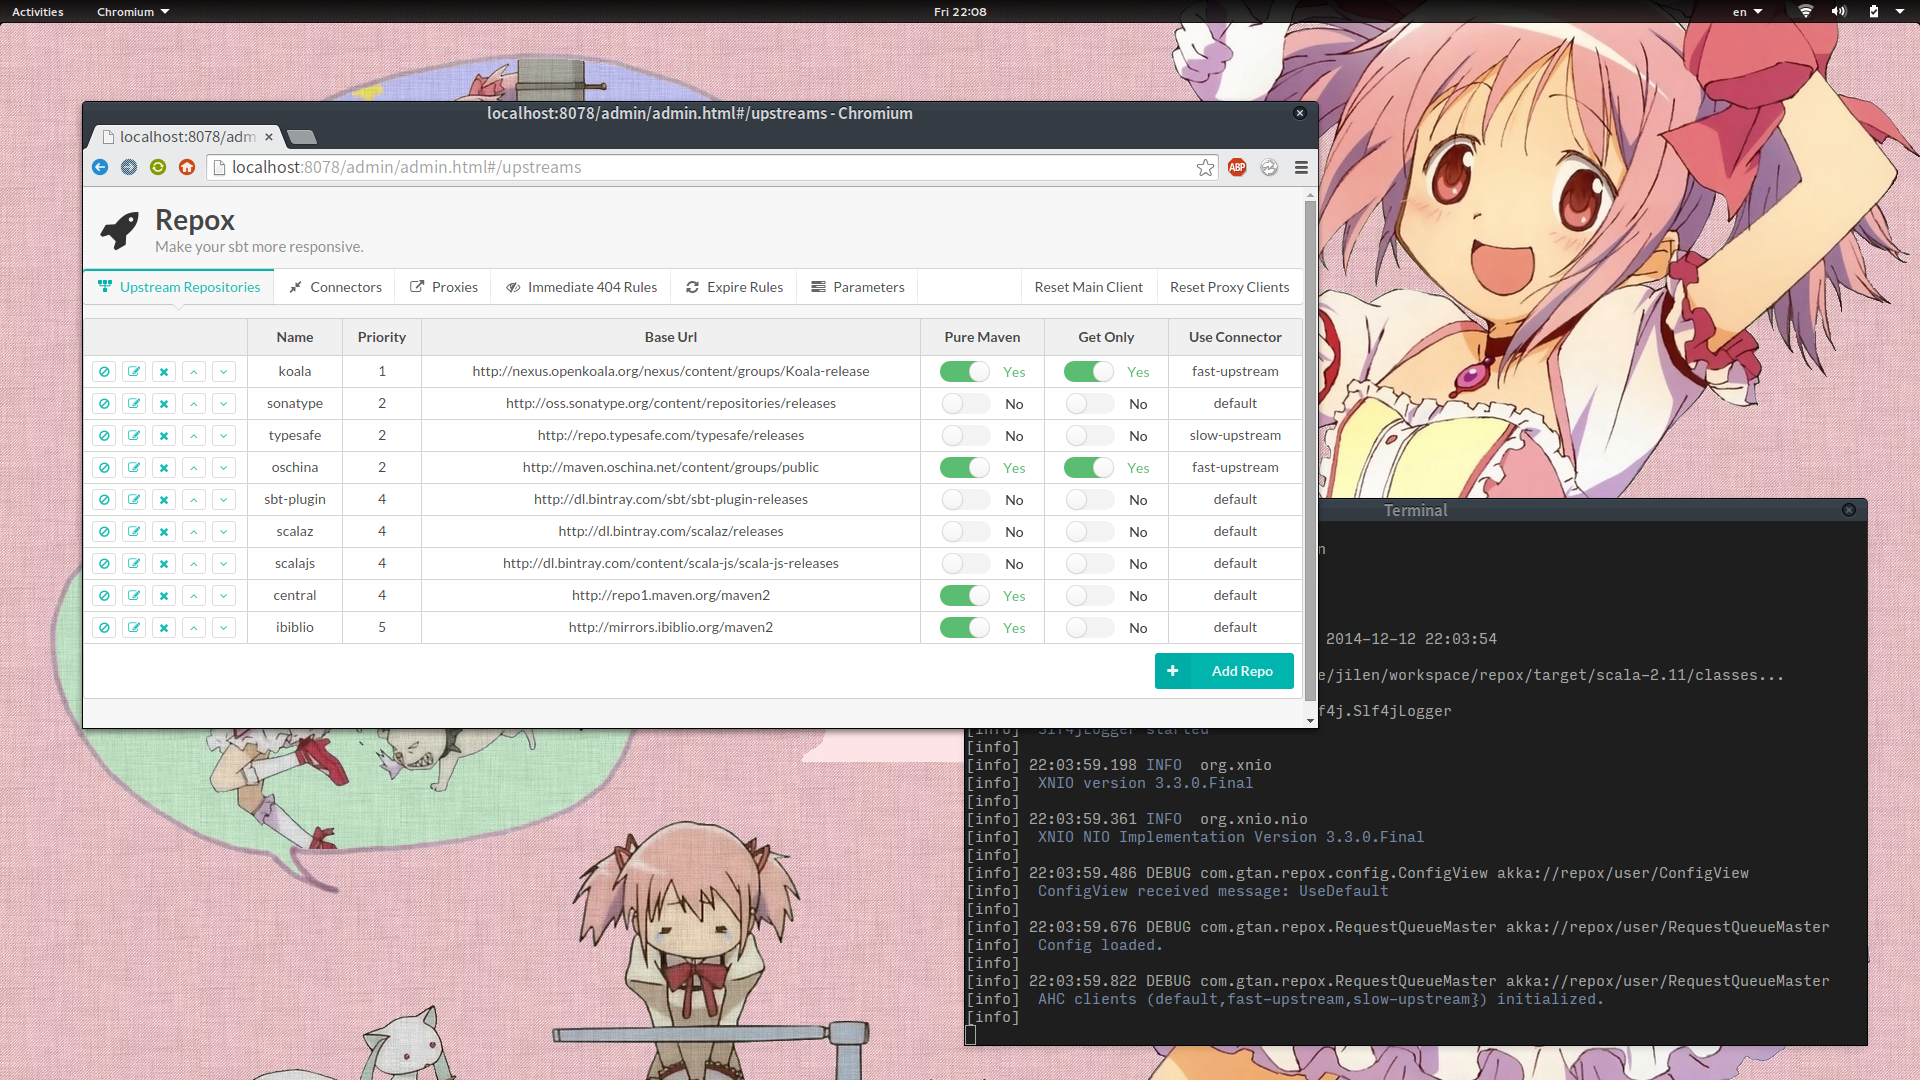 Activities Chromium Fri 22:08 en
localhost:8078/admin/admin.html#/upstreams - Chromium
localhost:8078/adm
localhost:8078/admin/admin.html#/upstreams ABP
Repox
Make your sbt more responsive.
Upstream Repositories Connectors Proxies Immediate 404 Rules Expire Rules Parameters Reset Main Client Reset Proxy Clients
Name Priority Base Url Pure Maven Get Only Use Connector
koala 1 http://nexus.openkoala.org/nexus/content/groups/Koala-release Yes Yes fast-upstream
sonatype 2 http://oss.sonatype.org/content/repositories/releases No No default
typesafe 2 http://repo.typesafe.com/typesafe/releases No No slow-upstream
oschina 2 http://maven.oschina.net/content/groups/public Yes Yes fast-upstream
sbt-plugin 4 http://dl.bintray.com/sbt/sbt-plugin-releases No No default
scalaz 4 http://dl.bintray.com/scalaz/releases No No default
scalajs 4 http://dl.bintray.com/content/scala-js/scala-js-releases No No default
central 4 http://repo1.maven.org/maven2 Yes No default
ibiblio 5 http://mirrors.ibiblio.org/maven2 Yes No default
Add Repo
Terminal
n
2014-12-12 22:03:54
e/jilen/workspace/repox/target/scala-2.11/classes...
f4j.Slf4jLogger
[info] Slf4jLogger started
[info]
[info] 22:03:59.198 INFO org.xnio
[info] XNIO version 3.3.0.Final
[info]
[info] 22:03:59.361 INFO org.xnio.nio
[info] XNIO NIO Implementation Version 3.3.0.Final
[info]
[info] 22:03:59.486 DEBUG com.gtan.repox.config.ConfigView akka://repox/user/ConfigView
[info] ConfigView received message: UseDefault
[info]
[info] 22:03:59.676 DEBUG com.gtan.repox.RequestQueueMaster akka://repox/user/RequestQueueMaster
[info] Config loaded.
[info]
[info] 22:03:59.822 DEBUG com.gtan.repox.RequestQueueMaster akka://repox/user/RequestQueueMaster
[info] AHC clients (default,fast-upstream,slow-upstream}) initialized.
[info]